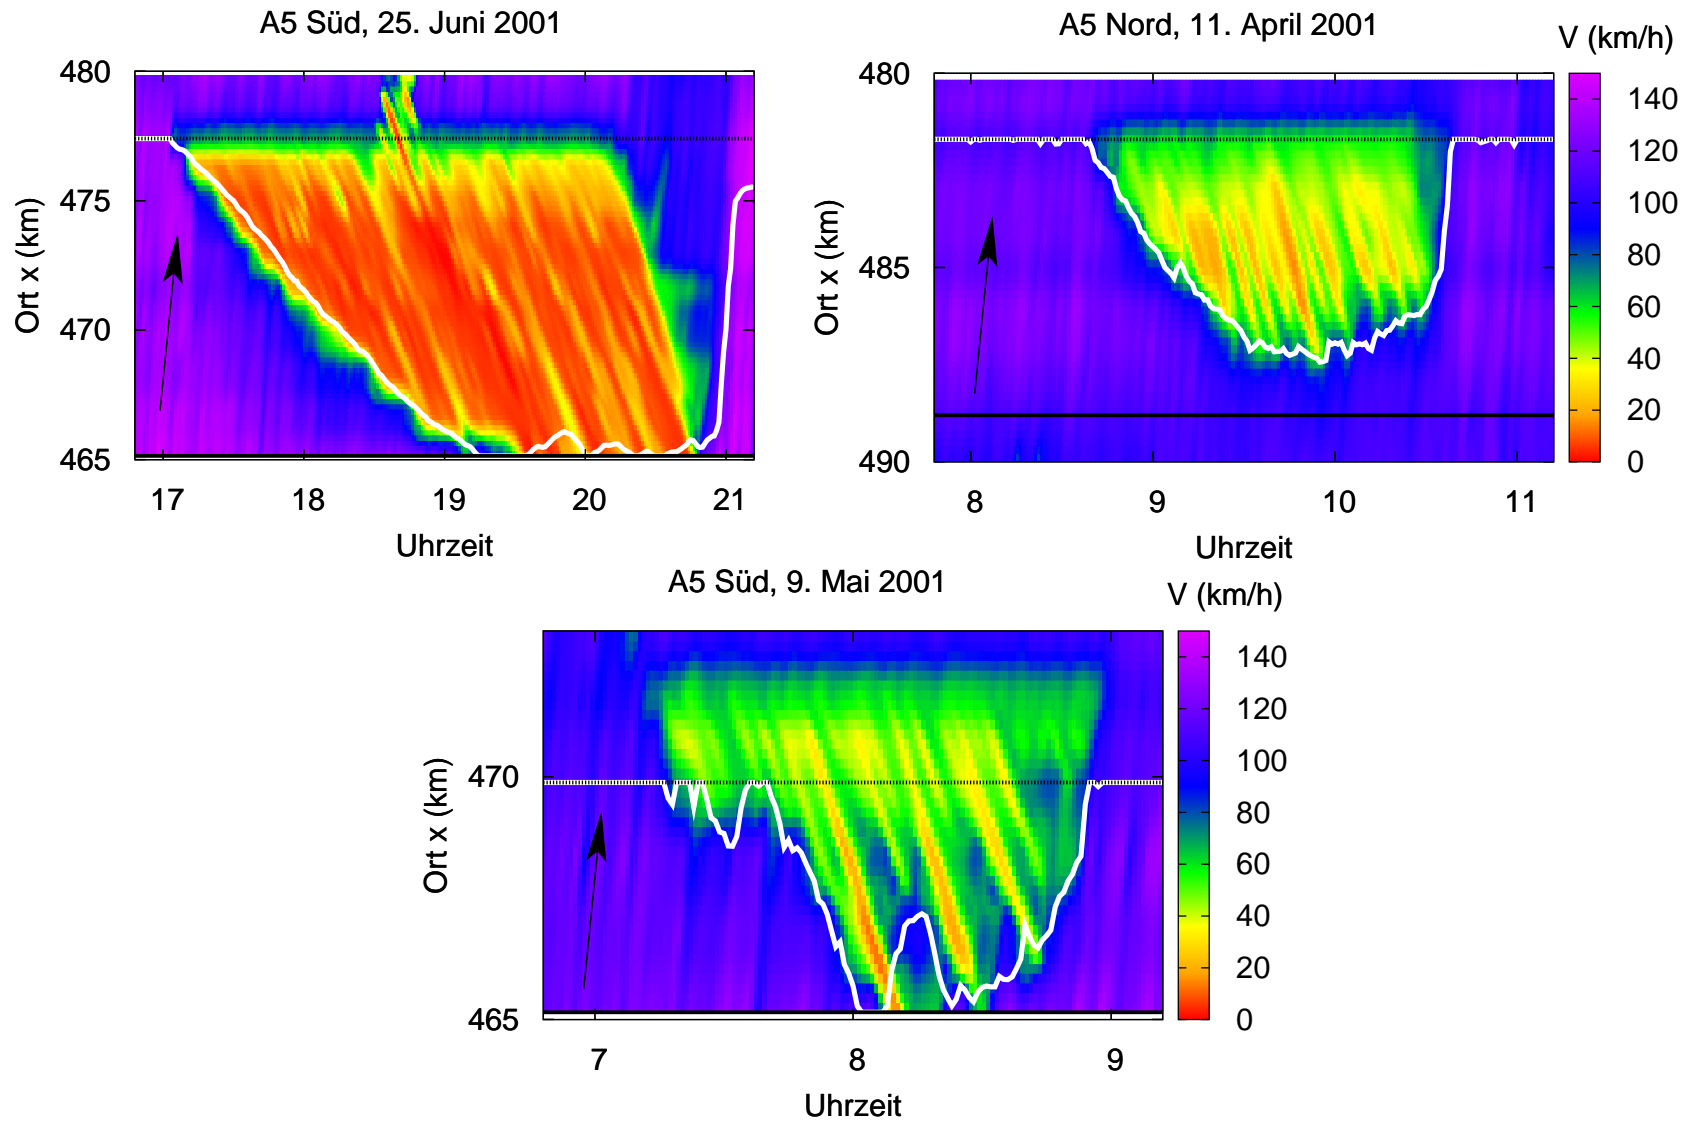 A5 Süd, 25. Juni 2001
480
475
470
465
Ort x (km)
17 18 19 20 21
Uhrzeit
A5 Nord, 11. April 2001
480
485
490
Ort x (km)
8 9 10 11
Uhrzeit
V (km/h)
140
120
100
80
60
40
20
0
A5 Süd, 9. Mai 2001
470
465
Ort x (km)
7 8 9
Uhrzeit
V (km/h)
140
120
100
80
60
40
20
0